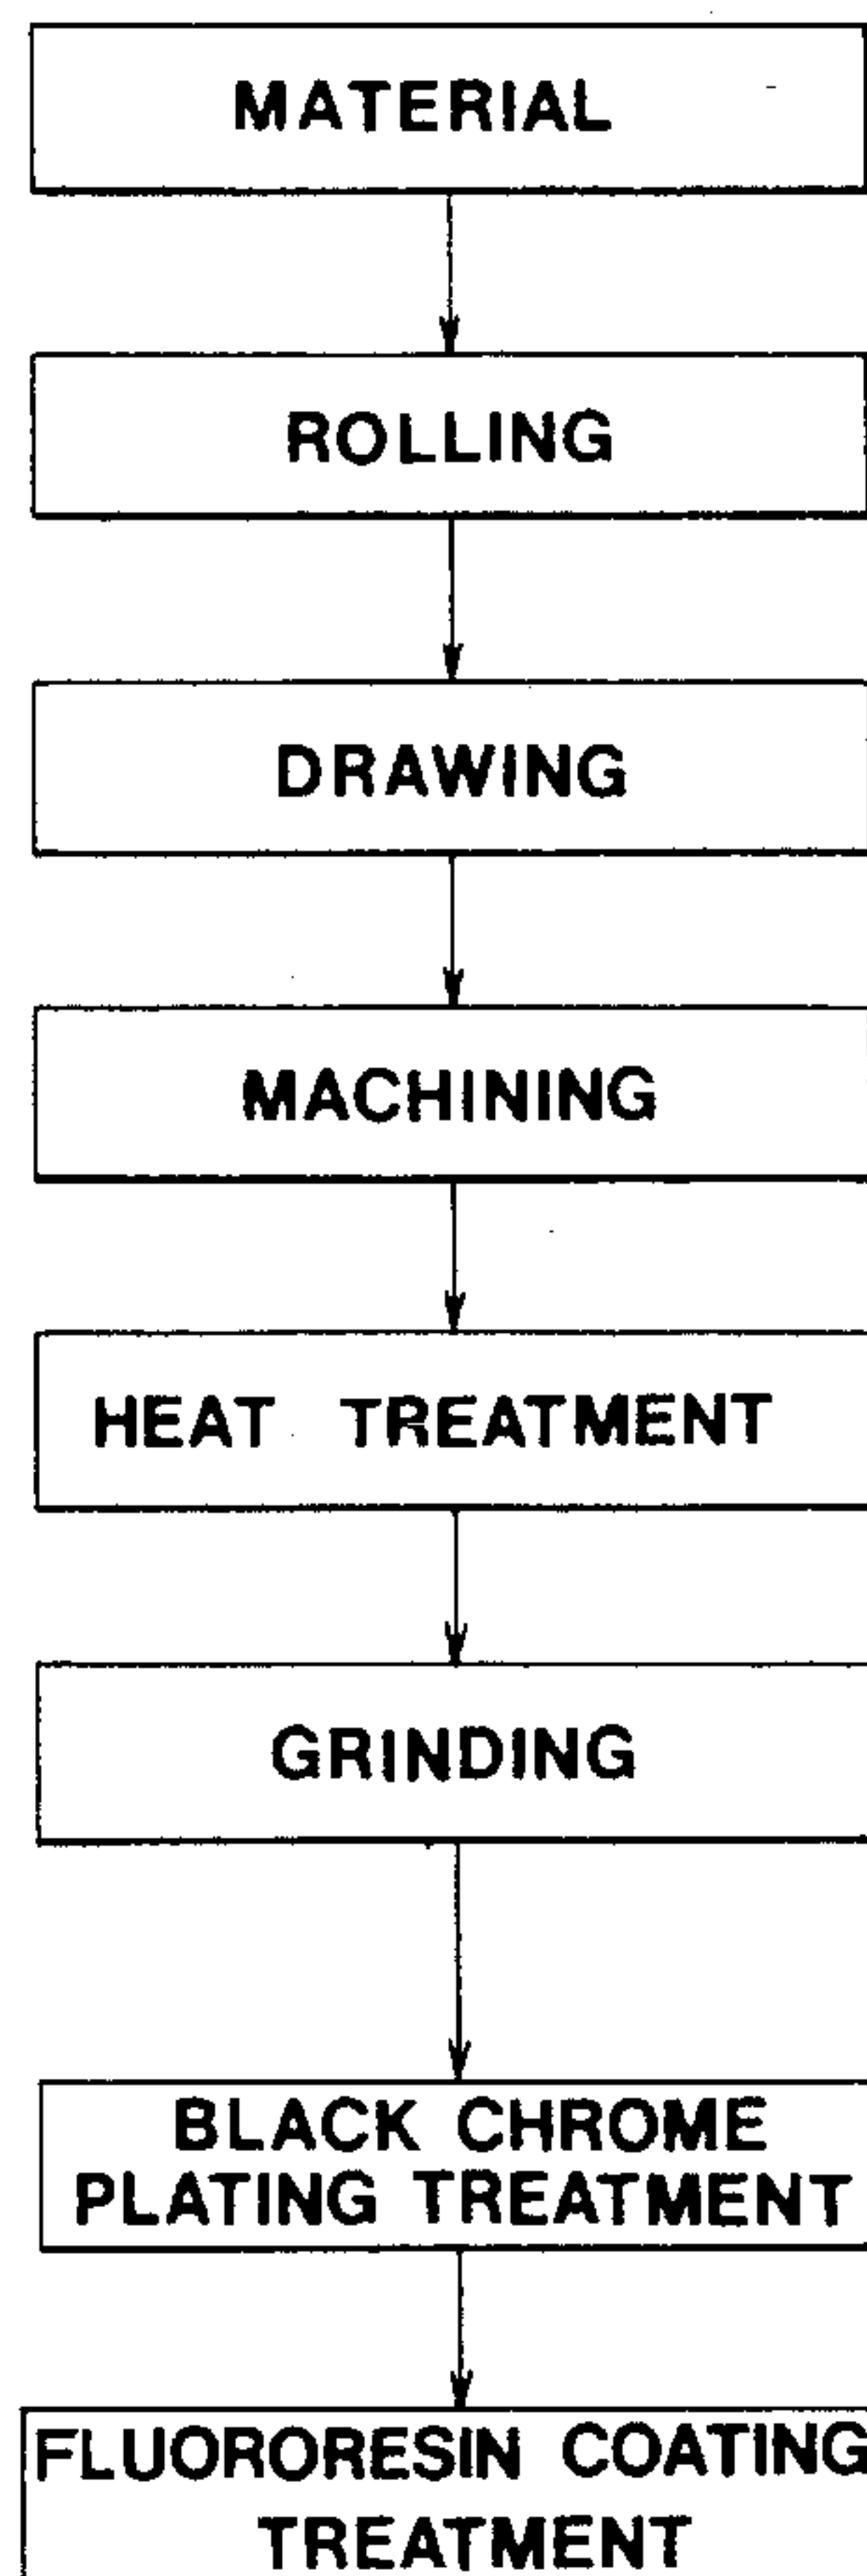 MATERIAL
ROLLING
DRAWING
MACHINING
HEAT TREATMENT
GRINDING
BLACK CHROME
PLATING TREATMENT
FLUORORESIN COATING
TREATMENT